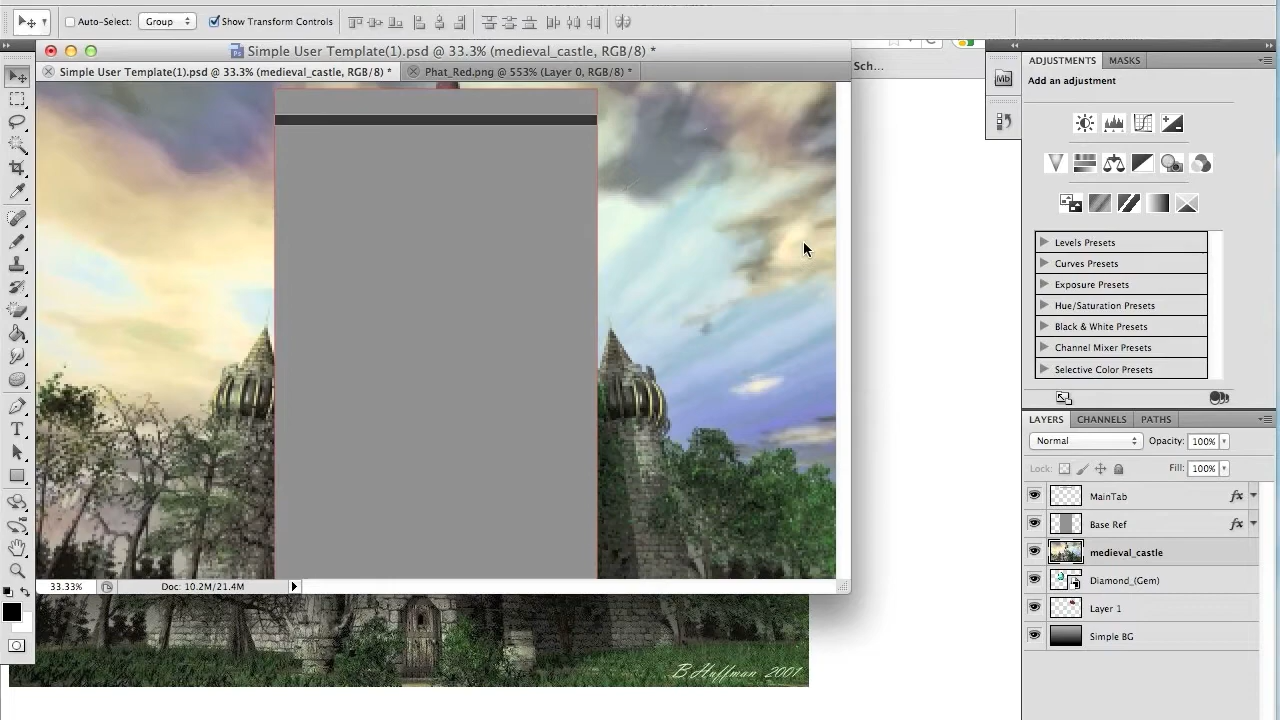 Auto-Select: Group Show Transform Controls
Simple User Template(1).psd @ 33.3% (medieval_castle, RGB/8) *
Simple User Template(1).psd @ 33.3% (medieval_castle, RGB/8) * Phat_Red.png @ 553% (Layer 0, RGB/8) *
Sch...
Mb
ADJUSTMENTS MASKS
Add an adjustment
Levels Presets
Curves Presets
Exposure Presets
Hue/Saturation Presets
Black & White Presets
Channel Mixer Presets
Selective Color Presets
LAYERS CHANNELS PATHS
Normal Opacity: 100%
Lock: Fill: 100%
MainTab fx
Base Ref fx
medieval_castle
Diamond_(Gem)
Layer 1
Simple BG
33.33% Doc: 10.2M/21.4M
B Huffman 2001